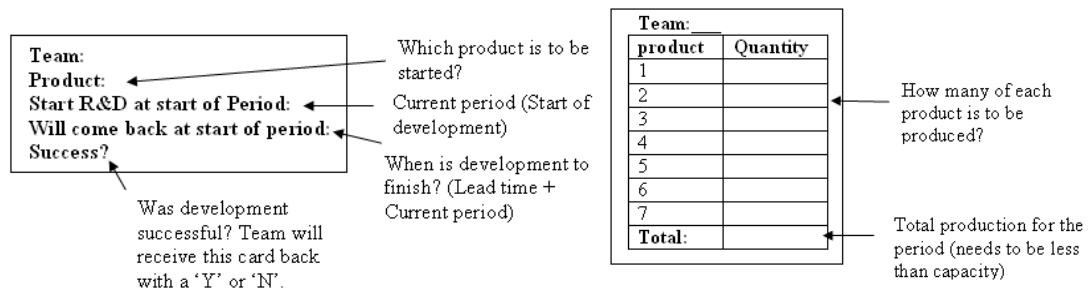 Team:
Product:
Start R&D at start of Period:
Will come back at start of period:
Success?
Which product is to be
started?
Current period (Start of
development)
When is development to
finish? (Lead time +
Current period)
Was development
successful? Team will
receive this card back
with a ‘Y’ or ‘N’.
Team:___
product Quantity
1
2
3
4
5
6
7
Total:
How many of each
product is to be
produced?
Total production for the
period (needs to be less
than capacity)